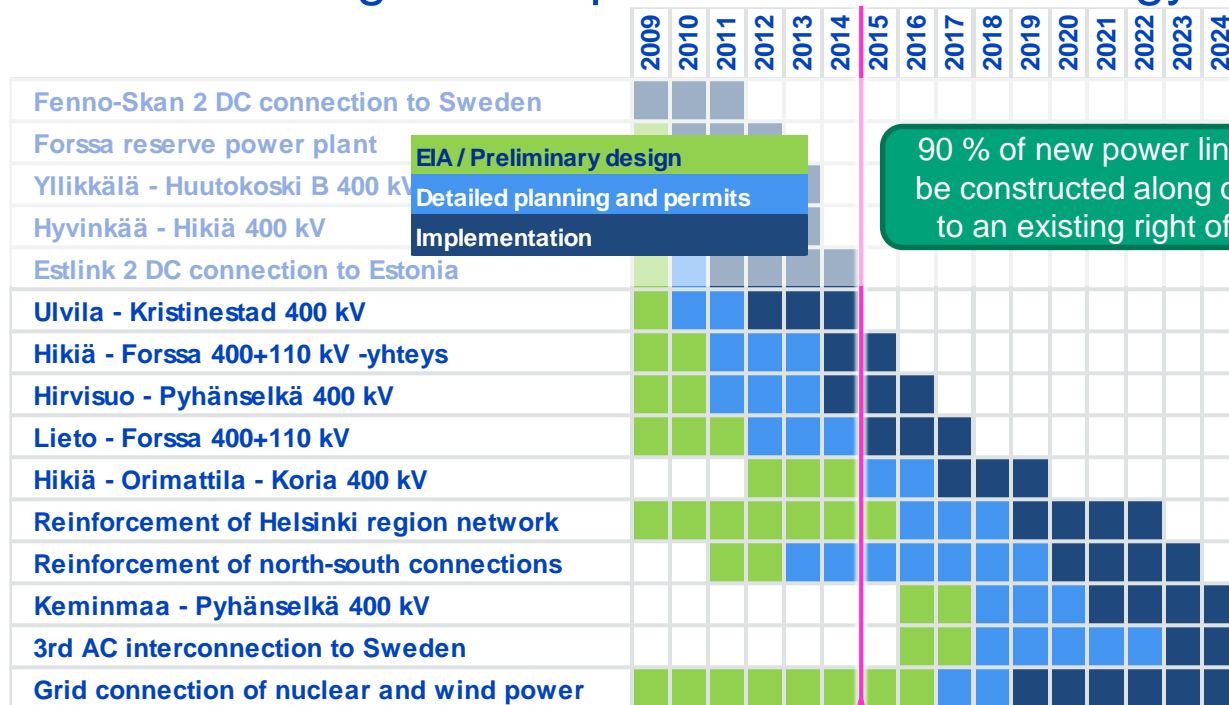 2009 2010 2011 2012 2013 2014 2015 2016 2017 2018 2019 2020 2021 2022 2023 2024
Fenno-Skan 2 DC connection to Sweden
Forssa reserve power plant
Yllikkälä - Huutokoski B 400 kV
Hyvinkää - Hikiä 400 kV
Estlink 2 DC connection to Estonia
EIA / Preliminary design
Detailed planning and permits
Implementation
90 % of new power lin
be constructed along
to an existing right of
Ulvila - Kristinestad 400 kV
Hikiä - Forssa 400+110 kV -yhteys
Hirvisuo - Pyhänselkä 400 kV
Lieto - Forssa 400+110 kV
Hikiä - Orimattila - Koria 400 kV
Reinforcement of Helsinki region network
Reinforcement of north-south connections
Keminmaa - Pyhänselkä 400 kV
3rd AC interconnection to Sweden
Grid connection of nuclear and wind power